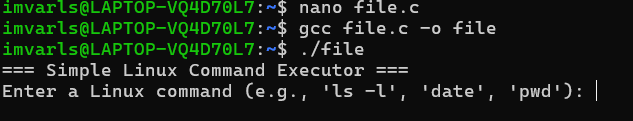 imvarls@LAPTOP-VQ4D70L7:~$ nano file.c
imvarls@LAPTOP-VQ4D70L7:~$ gcc file.c -o file
imvarls@LAPTOP-VQ4D70L7:~$ ./file
=== Simple Linux Command Executor ===
Enter a Linux command (e.g., 'ls -l', 'date', 'pwd'):